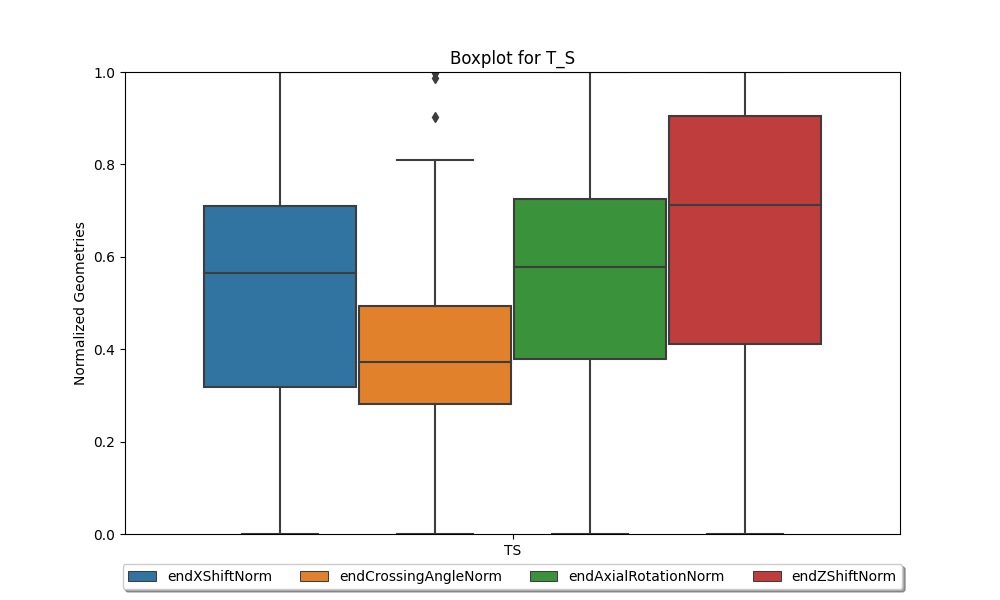 Boxplot for T_S
Normalized Geometries
1.0
0.8
0.6
0.4
0.2
0.0
TS
endXShiftNorm endCrossingAngleNorm endAxialRotationNorm endZShiftNorm